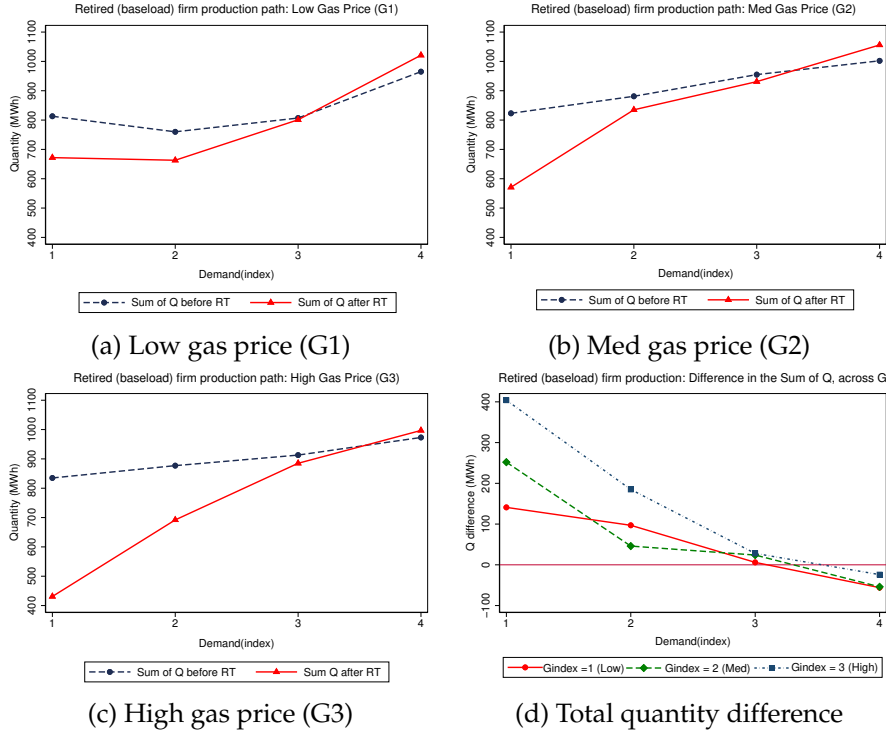 Retired (baseload) firm production path: Low Gas Price (G1)
Quantity (MWh)
400 500 600 700 800 900 1000 1100
1 2 3 4
Demand(index)
Sum of Q before RT Sum of Q after RT
(a) Low gas price (G1)
Retired (baseload) firm production path: Med Gas Price (G2)
Quantity (MWh)
400 500 600 700 800 900 1000 1100
1 2 3 4
Demand(index)
Sum of Q before RT Sum of Q after RT
(b) Med gas price (G2)
Retired (baseload) firm production path: High Gas Price (G3)
Quantity (MWh)
400 500 600 700 800 900 1000 1100
1 2 3 4
Demand(index)
Sum of Q before RT Sum Q after RT
(c) High gas price (G3)
Retired (baseload) firm production: Difference in the Sum of Q, across G
Q difference
-100 0 100 200 300 400
1 2 3 4
Demand(index)
Gindex =1 (Low) Gindex = 2 (Med) Gindex = 3 (High)
(d) Total quantity difference